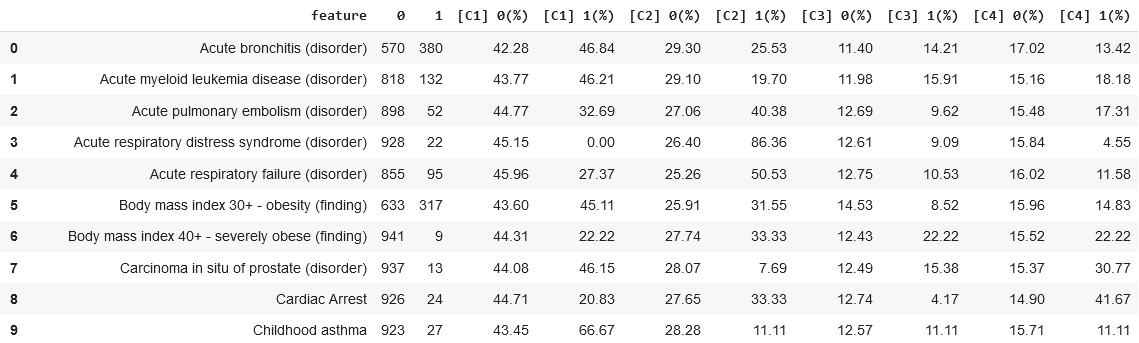 feature 0 1 [C1] 0(%) [C1] 1(%) [C2] 0(%) [C2] 1(%) [C3] 0(%) [C3] 1(%) [C4] 0(%) [C4] 1(%)
0 Acute bronchitis (disorder) 570 380 42.28 46.84 29.30 25.53 11.40 14.21 17.02 13.42
1 Acute myeloid leukemia disease (disorder) 818 132 43.77 46.21 29.10 19.70 11.98 15.91 15.16 18.18
2 Acute pulmonary embolism (disorder) 898 52 44.77 32.69 27.06 40.38 12.69 9.62 15.48 17.31
3 Acute respiratory distress syndrome (disorder) 928 22 45.15 0.00 26.40 86.36 12.61 9.09 15.84 4.55
4 Acute respiratory failure (disorder) 855 95 45.96 27.37 25.26 50.53 12.75 10.53 16.02 11.58
5 Body mass index 30+ - obesity (finding) 633 317 43.60 45.11 25.91 31.55 14.53 8.52 15.96 14.83
6 Body mass index 40+ - severely obese (finding) 941 9 44.31 22.22 27.74 33.33 12.43 22.22 15.52 22.22
7 Carcinoma in situ of prostate (disorder) 937 13 44.08 46.15 28.07 7.69 12.49 15.38 15.37 30.77
8 Cardiac Arrest 926 24 44.71 20.83 27.65 33.33 12.74 4.17 14.90 41.67
9 Childhood asthma 923 27 43.45 66.67 28.28 11.11 12.57 11.11 15.71 11.11